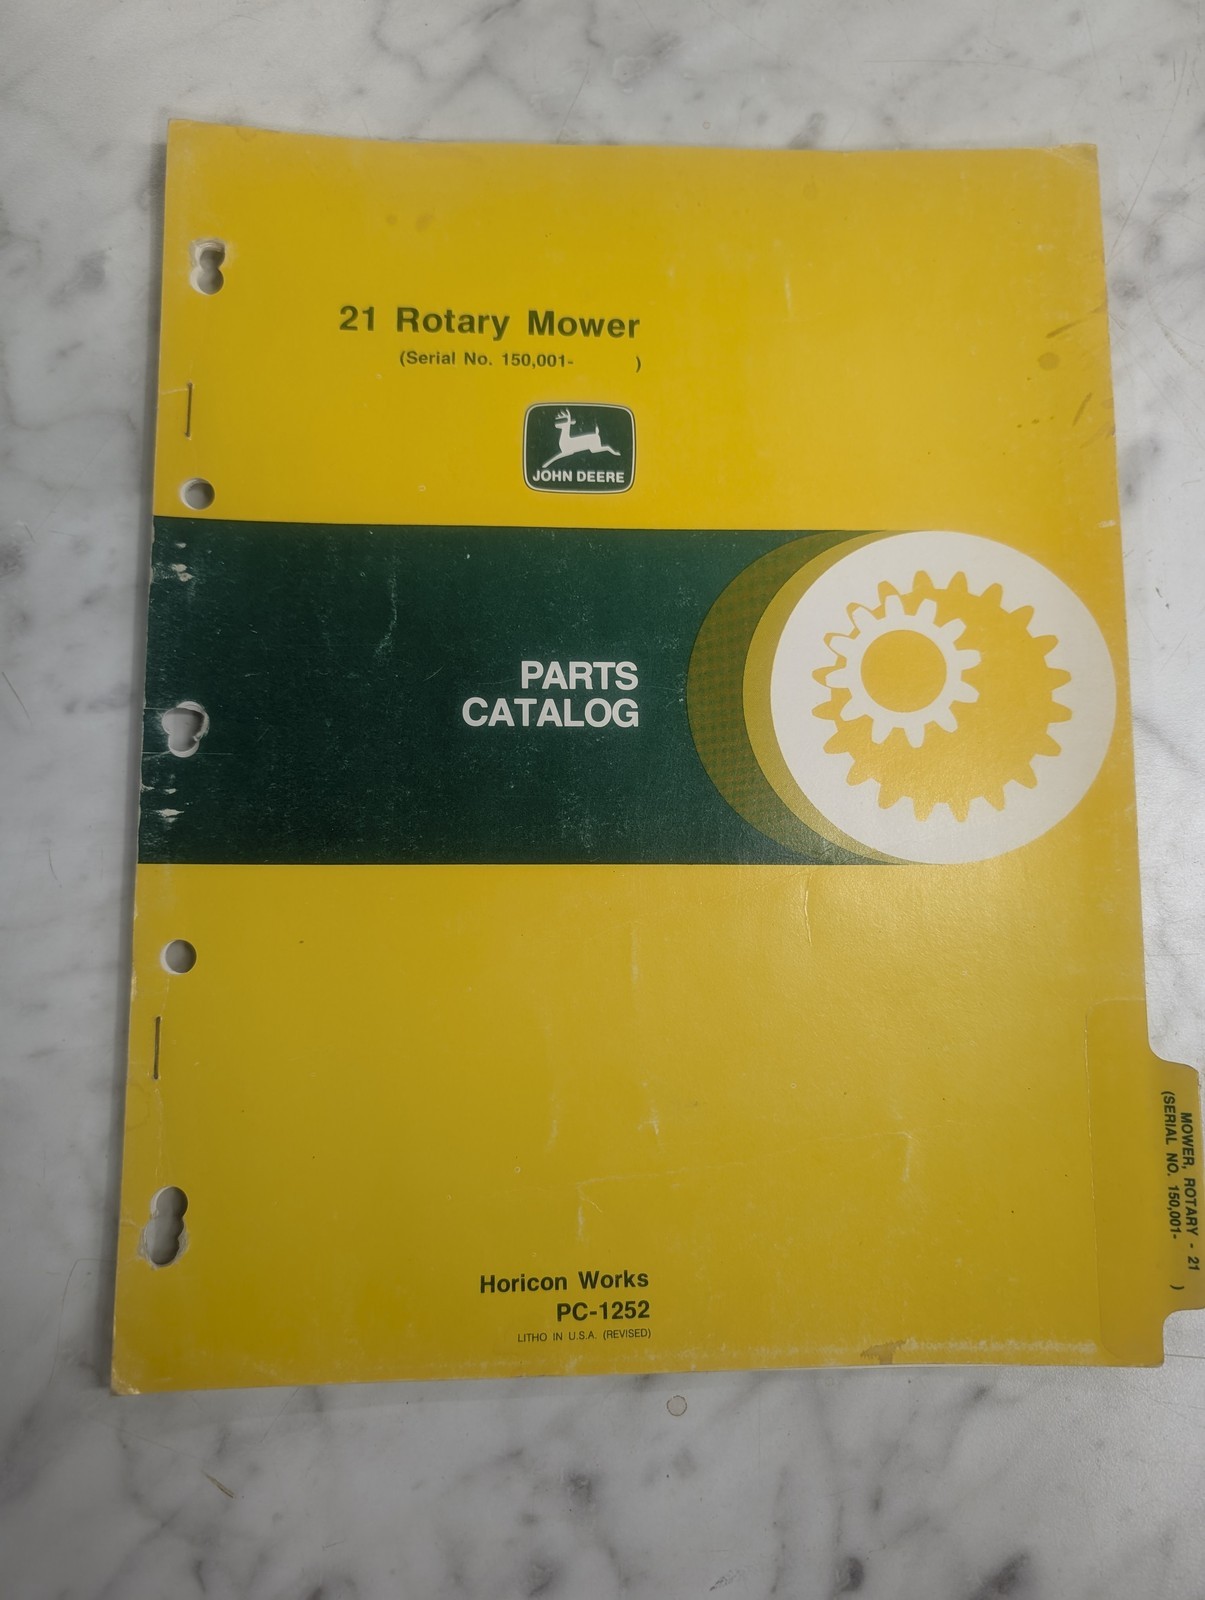 21 Rotary Mower
(Serial No. 150,001- )
JOHN DEERE
PARTS
CATALOG
MOWER, ROTARY - 21
(SERIAL NO. 150,001- )
Horicon Works
PC-1252
LITHO IN U.S.A. (REVISED)